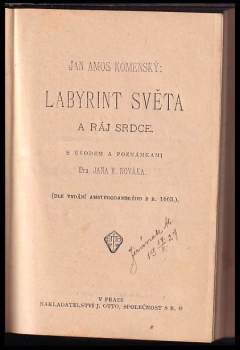 JAN AMOS KOMENSKÝ:
LABYRINT SVĚTA
A RÁJ SRDCE.
S ÚVODEM A POZNÁMKAMI
Dra JANA V. NOVÁKA.
(DLE VYDÁNÍ AMSTERODAMSKÉHO Z R. 1663.)
V PRAZE
NAKLADATELSTVÍ J. OTTO, SPOLEČNOST S R. O